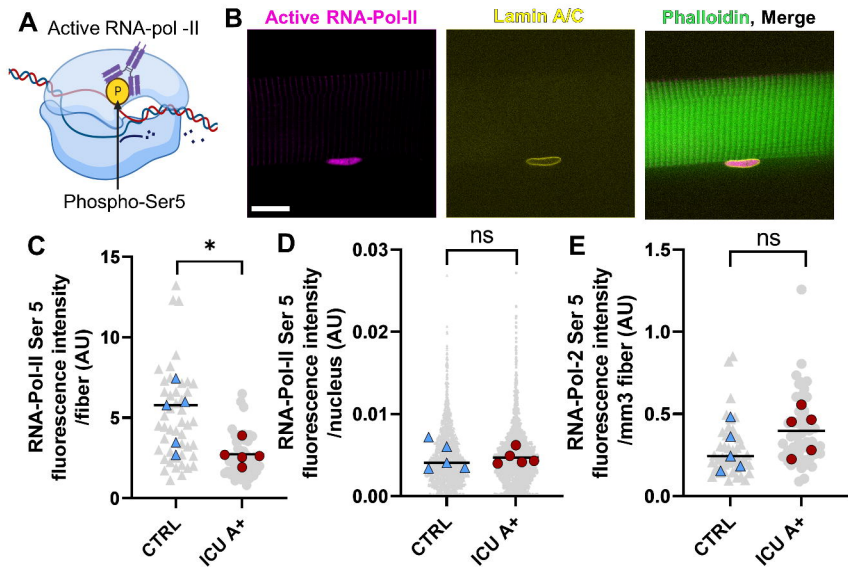 A
Active RNA-pol -II
P
Phospho-Ser5
B
Active RNA-Pol-II
Lamin A/C
Phalloidin, Merge
C
RNA-Pol-II Ser 5
fluorescence intensity
/fiber (AU)
15
10
5
0
*
CTRL
ICU A+
D
RNA-Pol-II Ser 5
fluorescence intensity
/nucleus (AU)
0.03
0.02
0.01
0.00
ns
CTRL
ICU A+
E
RNA-Pol-2 Ser 5
fluorescence intensity
/mm3 fiber (AU)
1.5
1.0
0.5
0.0
ns
CTRL
ICU A+